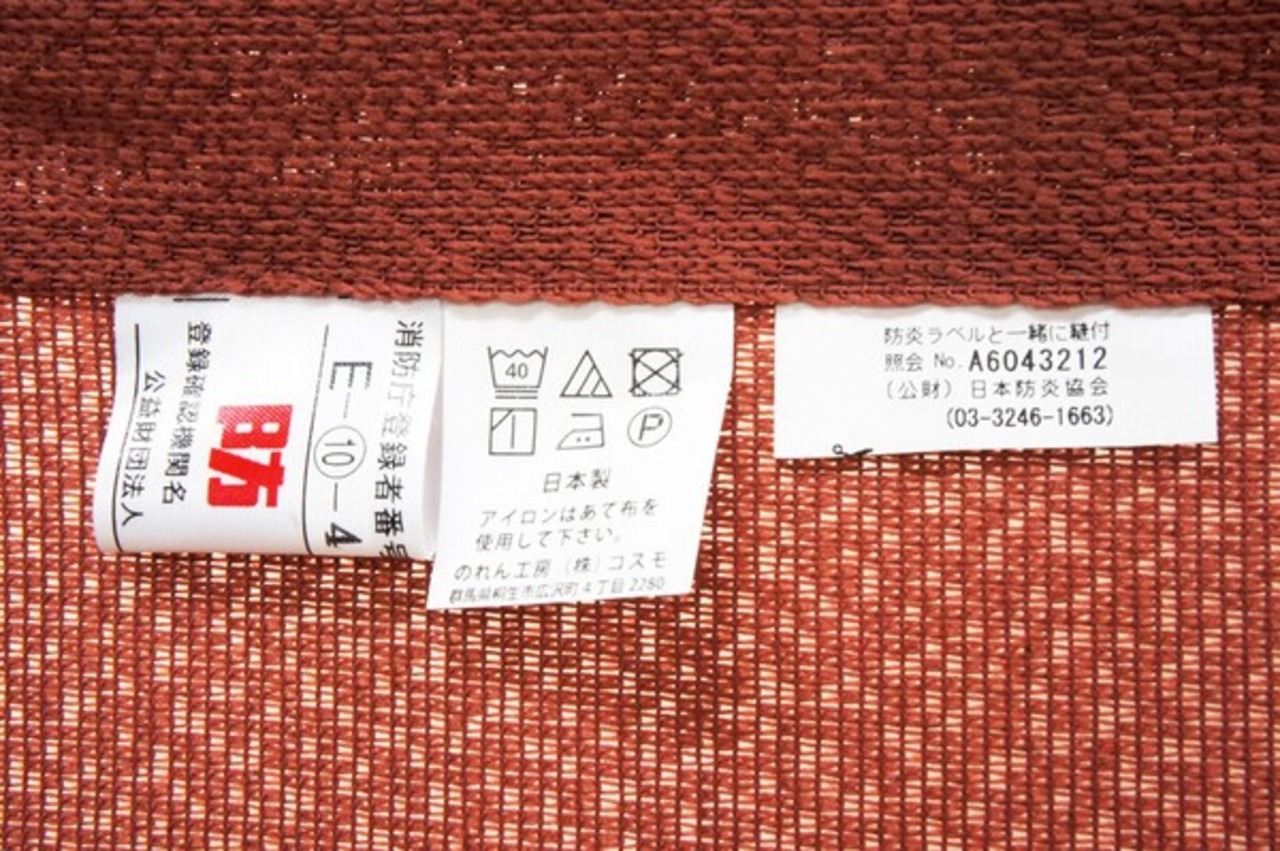 消防庁登録者番号
E-⑩-4
防炎
登録確認機関名
公益財団法人
40
P
日本製
アイロンはあて布を
使用して下さい。
のれん工房（株）コスモ
群馬県桐生市広沢町4丁目2280
防炎ラベルと一緒に縫付
照会 No. A6043212
（公財）日本防炎協会
(03-3246-1663)